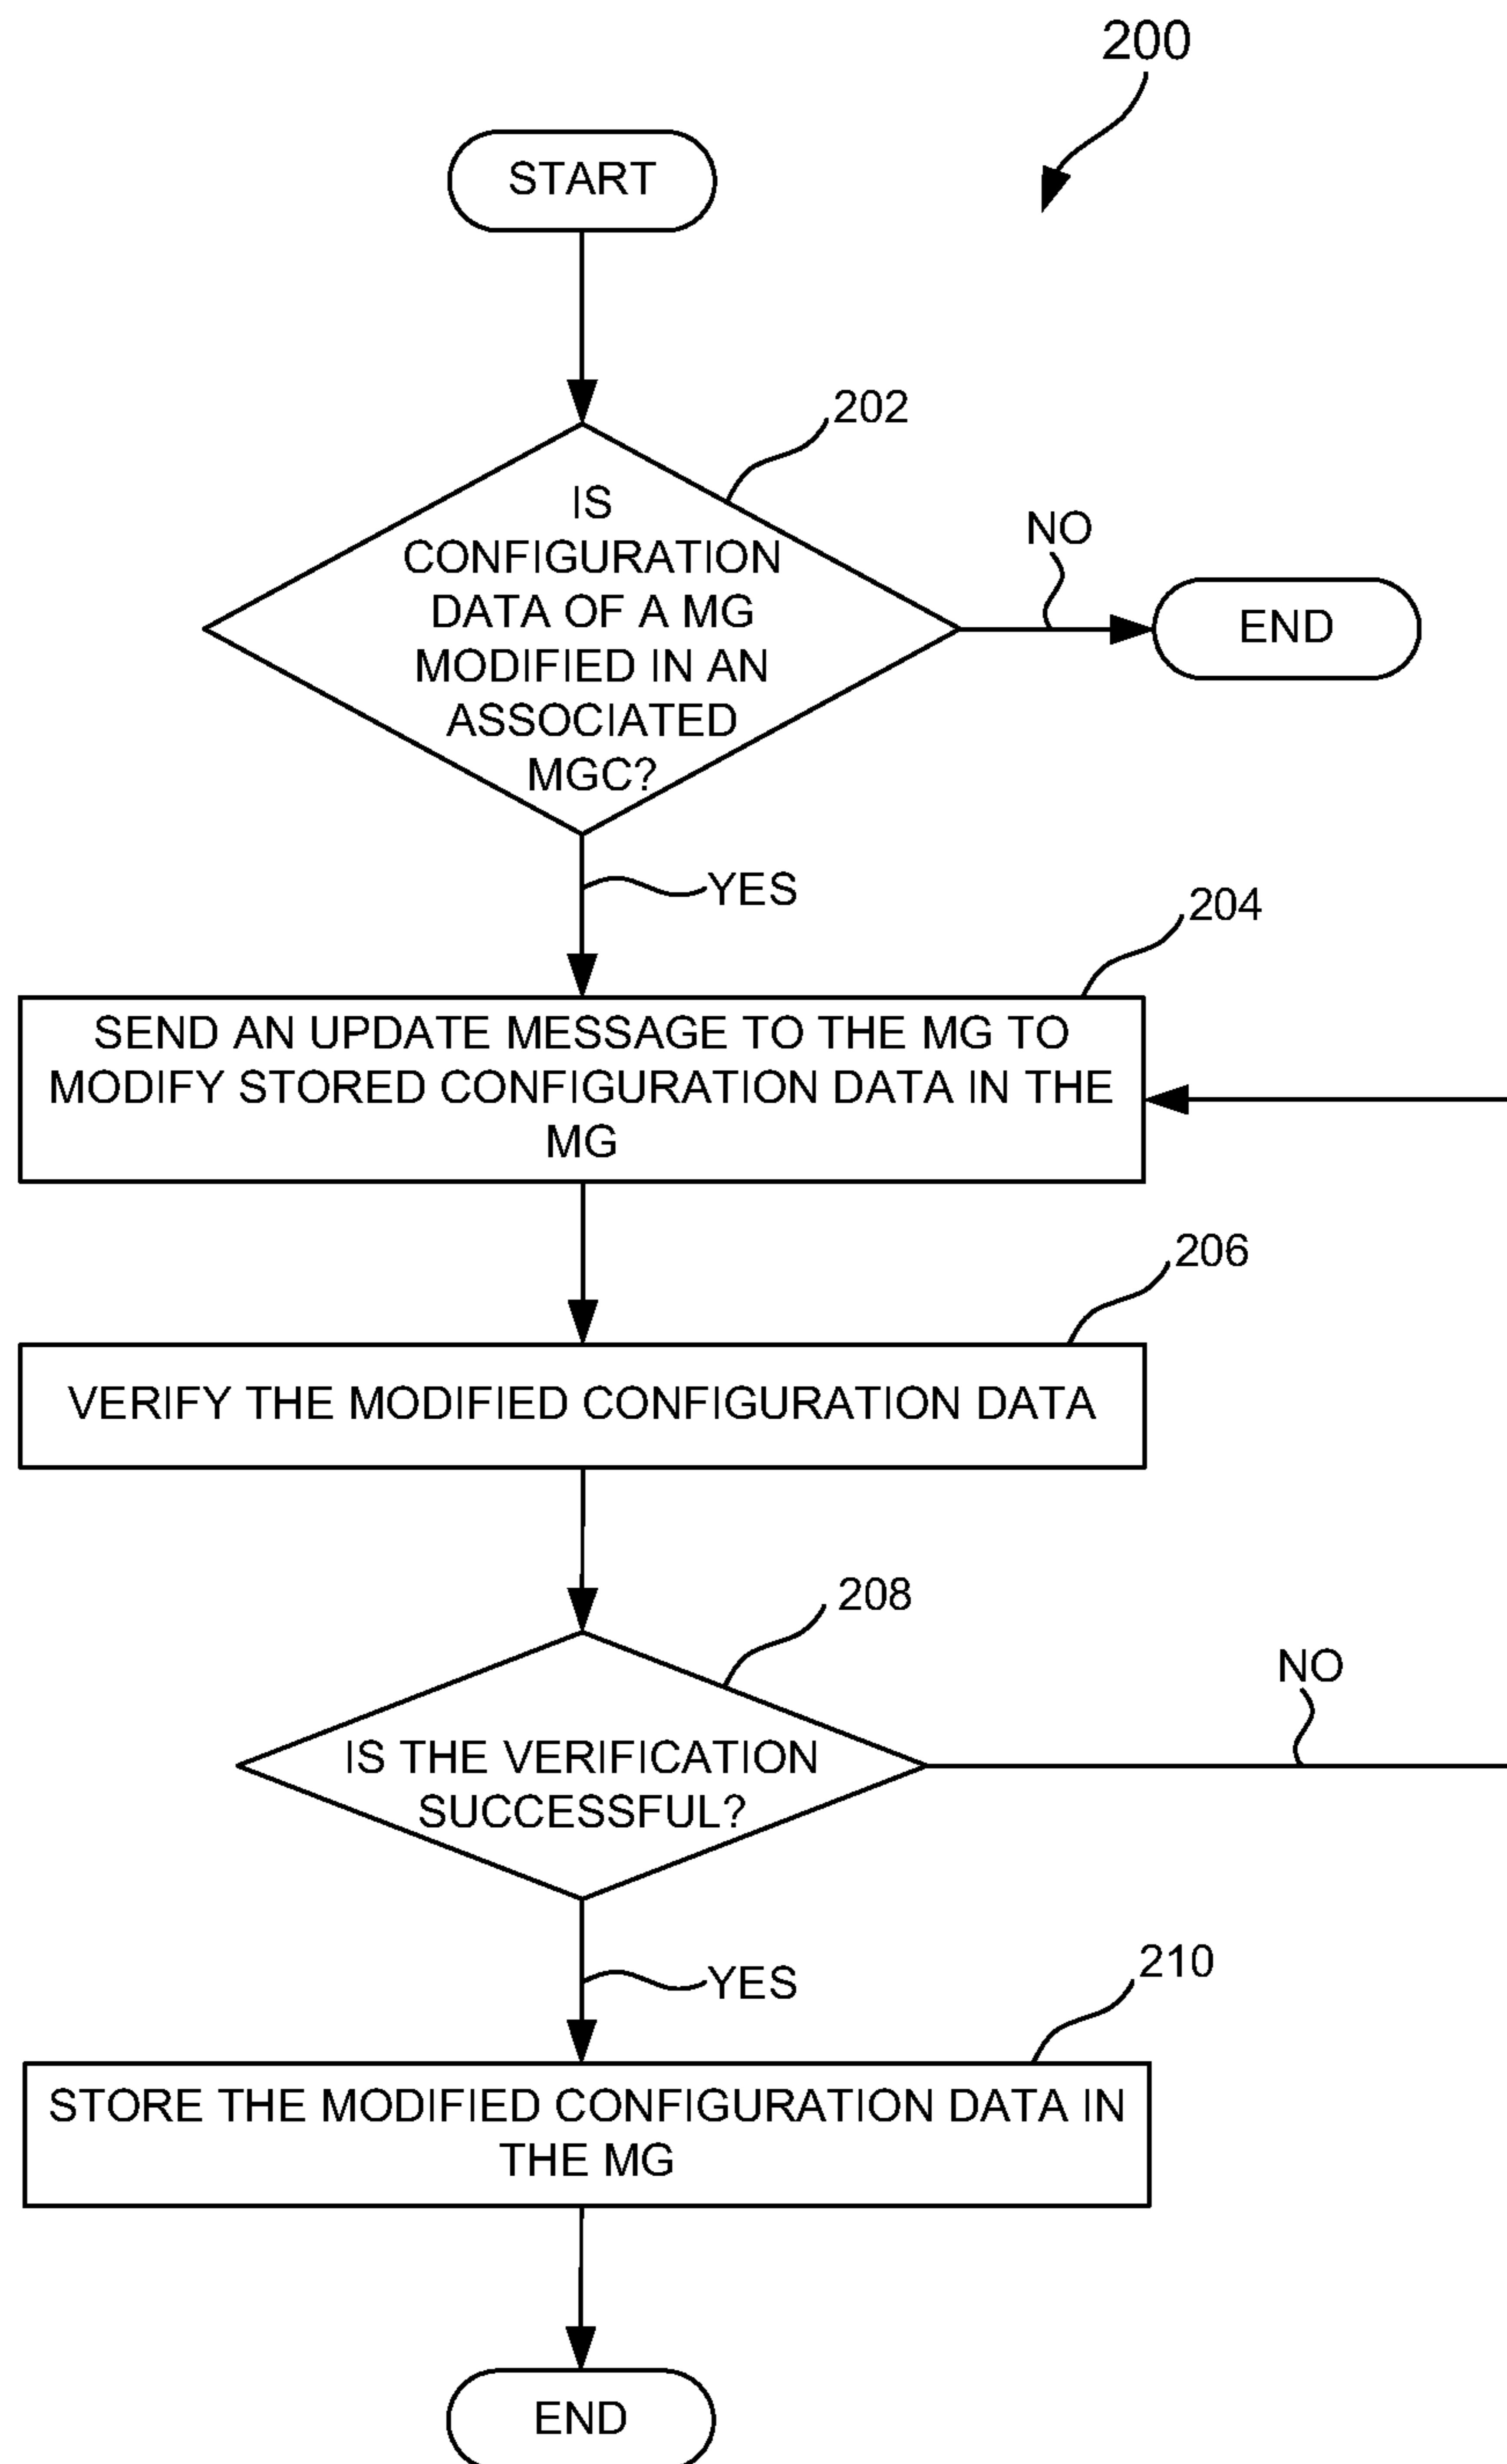 200
START
202
IS
CONFIGURATION
DATA OF A MG
MODIFIED IN AN
ASSOCIATED
MGC?
NO
END
YES
204
SEND AN UPDATE MESSAGE TO THE MG TO
MODIFY STORED CONFIGURATION DATA IN THE
MG
206
VERIFY THE MODIFIED CONFIGURATION DATA
208
IS THE VERIFICATION
SUCCESSFUL?
NO
YES
210
STORE THE MODIFIED CONFIGURATION DATA IN
THE MG
END